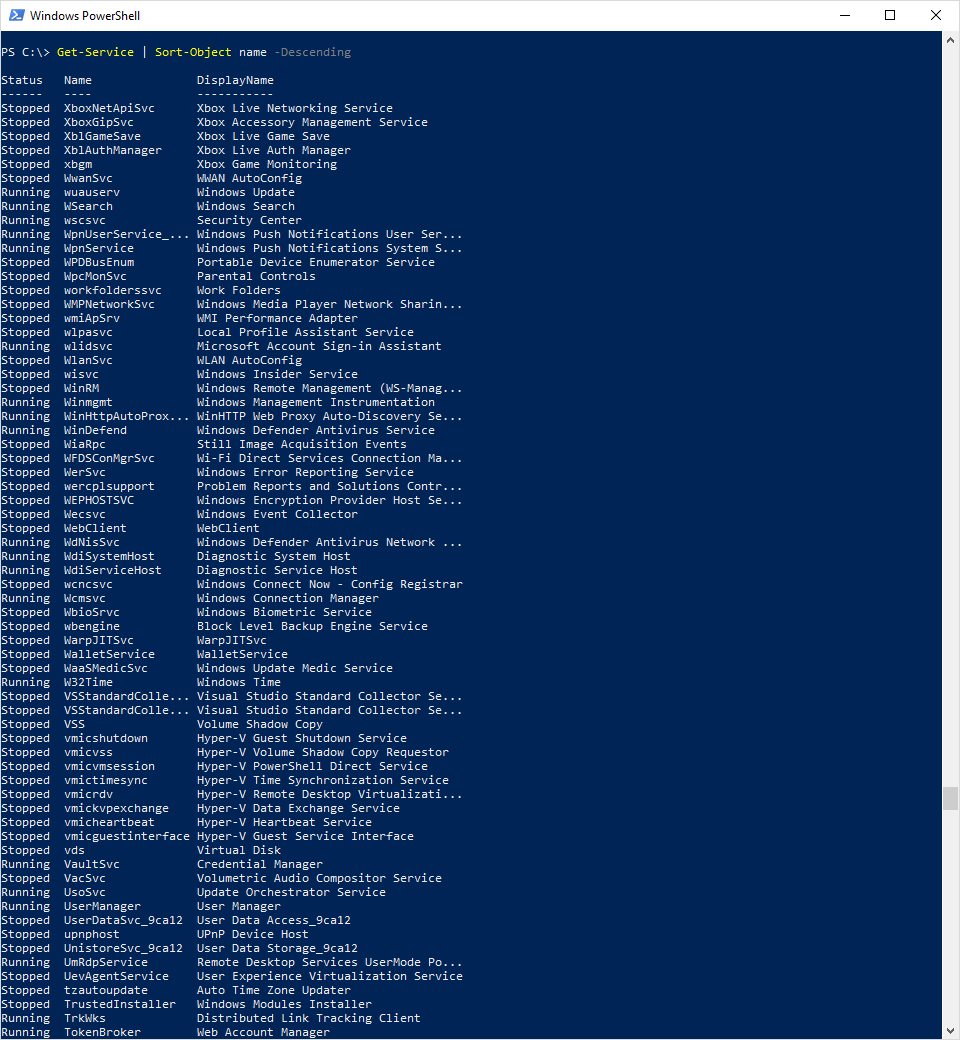 Windows PowerShell
PS C:\> Get-Service | Sort-Object name -Descending
Status   Name               DisplayName
------   ----               -----------
Stopped  XboxNetApiSvc      Xbox Live Networking Service
Stopped  XboxGipSvc         Xbox Accessory Management Service
Stopped  XblGameSave        Xbox Live Game Save
Stopped  XblAuthManager     Xbox Live Auth Manager
Stopped  xbgm               Xbox Game Monitoring
Stopped  WwanSvc            WWAN AutoConfig
Running  wuauserv           Windows Update
Running  WSearch            Windows Search
Running  wscsvc             Security Center
Running  WpnUserService_... Windows Push Notifications User Ser...
Running  WpnService         Windows Push Notifications System S...
Stopped  WPDBusEnum         Portable Device Enumerator Service
Stopped  WpcMonSvc          Parental Controls
Stopped  workfolderssvc     Work Folders
Stopped  WMPNetworkSvc      Windows Media Player Network Sharin...
Stopped  wmiApSrv           WMI Performance Adapter
Stopped  wlpasvc            Local Profile Assistant Service
Running  wlidsvc            Microsoft Account Sign-in Assistant
Stopped  WlanSvc            WLAN AutoConfig
Stopped  wisvc              Windows Insider Service
Stopped  WinRM              Windows Remote Management (WS-Manag...
Running  Winmgmt            Windows Management Instrumentation
Running  WinHttpAutoProx... WinHTTP Web Proxy Auto-Discovery Se...
Running  WinDefend          Windows Defender Antivirus Service
Stopped  WiaRpc             Still Image Acquisition Events
Stopped  WFDSConMgrSvc      Wi-Fi Direct Services Connection Ma...
Stopped  WerSvc             Windows Error Reporting Service
Stopped  wercplsupport      Problem Reports and Solutions Contr...
Stopped  WEPHOSTSVC         Windows Encryption Provider Host Se...
Stopped  Wecsvc             Windows Event Collector
Stopped  WebClient          WebClient
Running  WdNisSvc           Windows Defender Antivirus Network ...
Running  WdiSystemHost      Diagnostic System Host
Running  WdiServiceHost     Diagnostic Service Host
Stopped  wcncsvc            Windows Connect Now - Config Registrar
Running  Wcmsvc             Windows Connection Manager
Stopped  WbioSrvc           Windows Biometric Service
Stopped  wbengine           Block Level Backup Engine Service
Stopped  WarpJITSvc         WarpJITSvc
Stopped  WalletService      WalletService
Stopped  WaaSMedicSvc       Windows Update Medic Service
Running  W32Time            Windows Time
Stopped  VSStandardColle... Visual Studio Standard Collector Se...
Stopped  VSStandardColle... Visual Studio Standard Collector Se...
Stopped  VSS                Volume Shadow Copy
Stopped  vmicshutdown       Hyper-V Guest Shutdown Service
Stopped  vmicvss            Hyper-V Volume Shadow Copy Requestor
Stopped  vmicvmsession      Hyper-V PowerShell Direct Service
Stopped  vmictimesync       Hyper-V Time Synchronization Service
Stopped  vmicrdv            Hyper-V Remote Desktop Virtualizati...
Stopped  vmickvpexchange    Hyper-V Data Exchange Service
Stopped  vmicheartbeat      Hyper-V Heartbeat Service
Stopped  vmicguestinterface Hyper-V Guest Service Interface
Stopped  vds                Virtual Disk
Running  VaultSvc           Credential Manager
Stopped  VacSvc             Volumetric Audio Compositor Service
Running  UsoSvc             Update Orchestrator Service
Running  UserManager        User Manager
Stopped  UserDataSvc_9ca12  User Data Access_9ca12
Stopped  upnphost           UPnP Device Host
Stopped  UnistoreSvc_9ca12  User Data Storage_9ca12
Running  UmRdpService       Remote Desktop Services UserMode Po...
Stopped  UevAgentService    User Experience Virtualization Service
Stopped  tzautoupdate       Auto Time Zone Updater
Stopped  TrustedInstaller   Windows Modules Installer
Running  TrkWks             Distributed Link Tracking Client
Running  TokenBroker        Web Account Manager